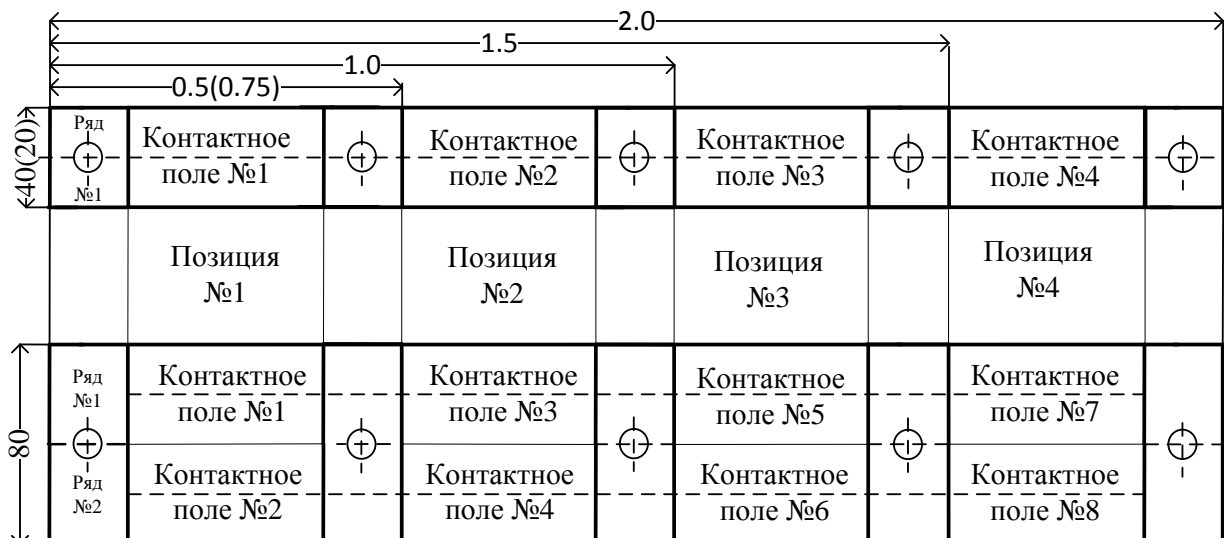 2.0
1.5
1.0
0.5(0.75)
40(20)
Ряд
№1
Контактное
поле №1
Контактное
поле №2
Контактное
поле №3
Контактное
поле №4
Позиция
№1
Позиция
№2
Позиция
№3
Позиция
№4
80
Ряд
№1
Ряд
№2
Контактное
поле №1
Контактное
поле №3
Контактное
поле №5
Контактное
поле №7
Контактное
поле №2
Контактное
поле №4
Контактное
поле №6
Контактное
поле №8